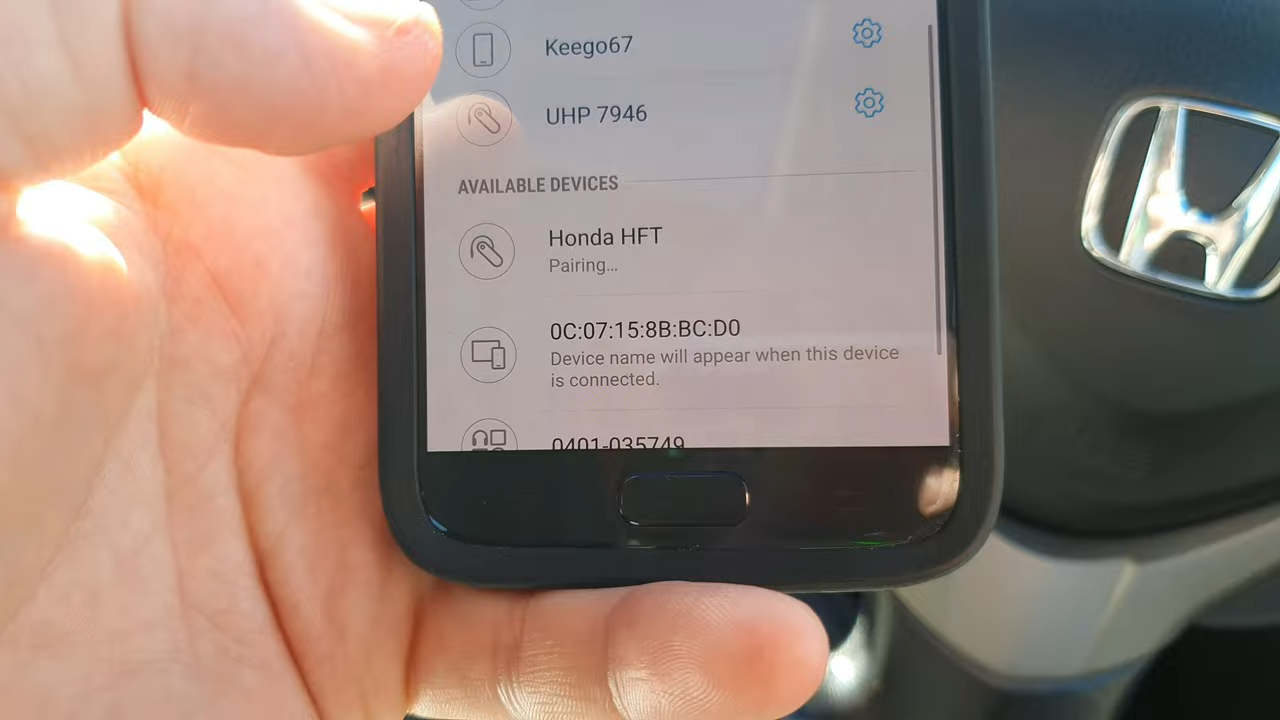 Keego67
UHP 7946
AVAILABLE DEVICES
Honda HFT
Pairing...
0C:07:15:8B:BC:D0
Device name will appear when this device
is connected.
0401-035749